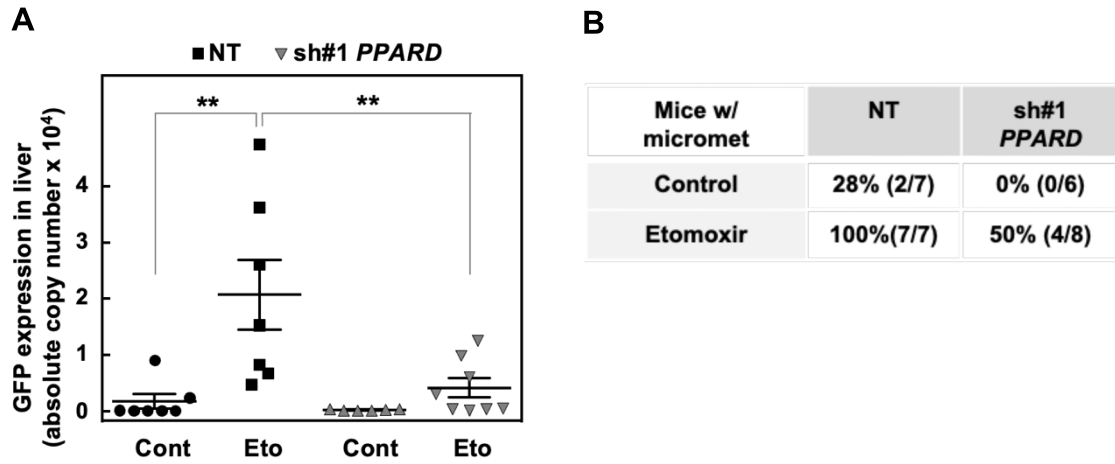 A
■ NT ▼ sh#1 PPARD
**
**
GFP expression in liver
(absolute copy number x 10⁴)
4
3
2
1
0
Cont
Eto
Cont
Eto
B
Mice w/
micromet
NT
sh#1
PPARD
Control
28% (2/7)
0% (0/6)
Etomoxir
100%(7/7)
50% (4/8)